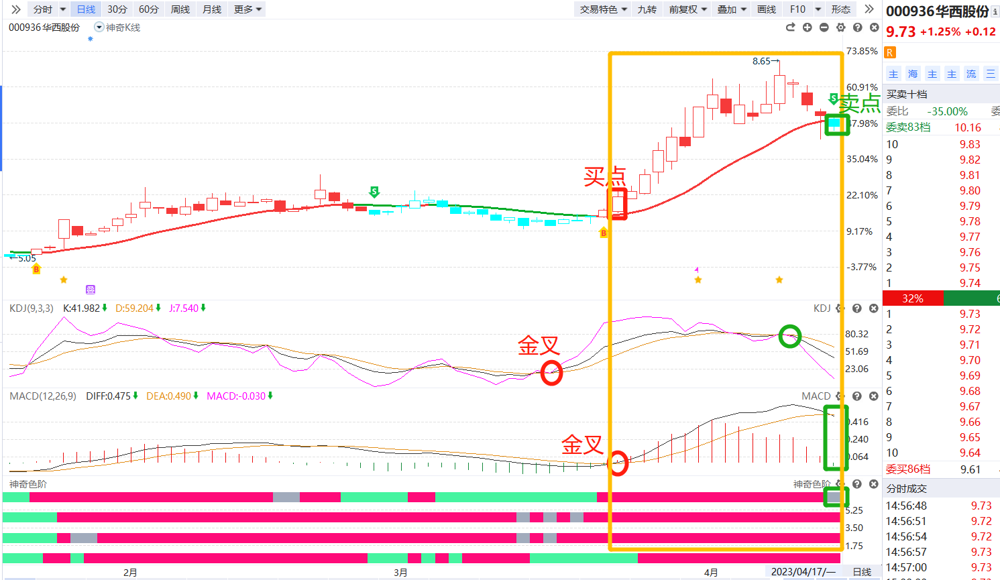 分时 日线 30分 60分 周线 月线 更多 交易特色 九转 前复权 叠加 画线 F10 形态
000936华西股份 神奇K线
73.85%
8.65→
60.91%
卖点
S
47.98%
35.04%
买点
22.10%
S
9.17%
B
←5.05
B
-3.77%
KDJ(9,3,3) K:41.982 D:59.204 J:7.540 KDJ
80.32
金叉
51.69
23.06
MACD(12,26,9) DIFF:0.475 DEA:0.490 MACD:-0.030 MACD
0.416
金叉
0.240
0.064
神奇色阶 神奇色阶
5.25
3.50
1.75
2月 3月 4月 2023/04/17/一 日线
000936华西股份
9.73 +1.25% +0.12
R
主 海 主 主 流 三
买卖十档
委比 -35.00% 委
委卖83档 10.16
10 9.83
9 9.82
8 9.81
7 9.80
6 9.79
5 9.78
4 9.77
3 9.76
2 9.75
1 9.74
32% 6
1 9.73
2 9.72
3 9.71
4 9.70
5 9.69
6 9.68
7 9.67
8 9.66
9 9.65
10 9.64
委买86档 9.61
分时成交
14:56:48 9.73
14:56:51 9.72
14:56:54 9.72
14:56:57 9.73
14:57:00 9.73